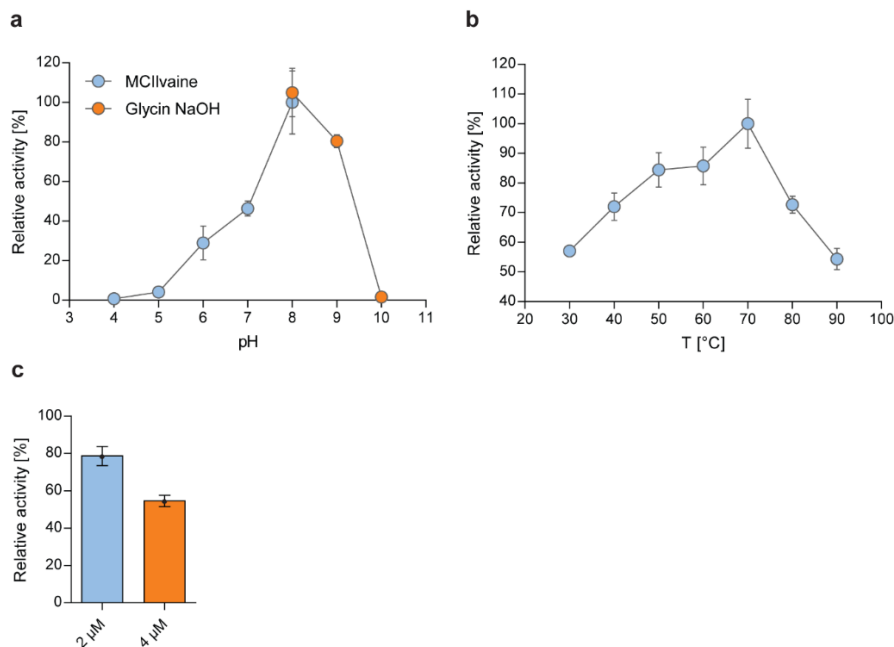 a
Relative activity [%]
120
100
80
60
40
20
0
MCIlvaine
Glycin NaOH
3 4 5 6 7 8 9 10 11
pH
b
Relative activity [%]
120
110
100
90
80
70
60
50
40
20 30 40 50 60 70 80 90 100
T [°C]
c
Relative activity [%]
100
80
60
40
20
0
2 µM
4 µM